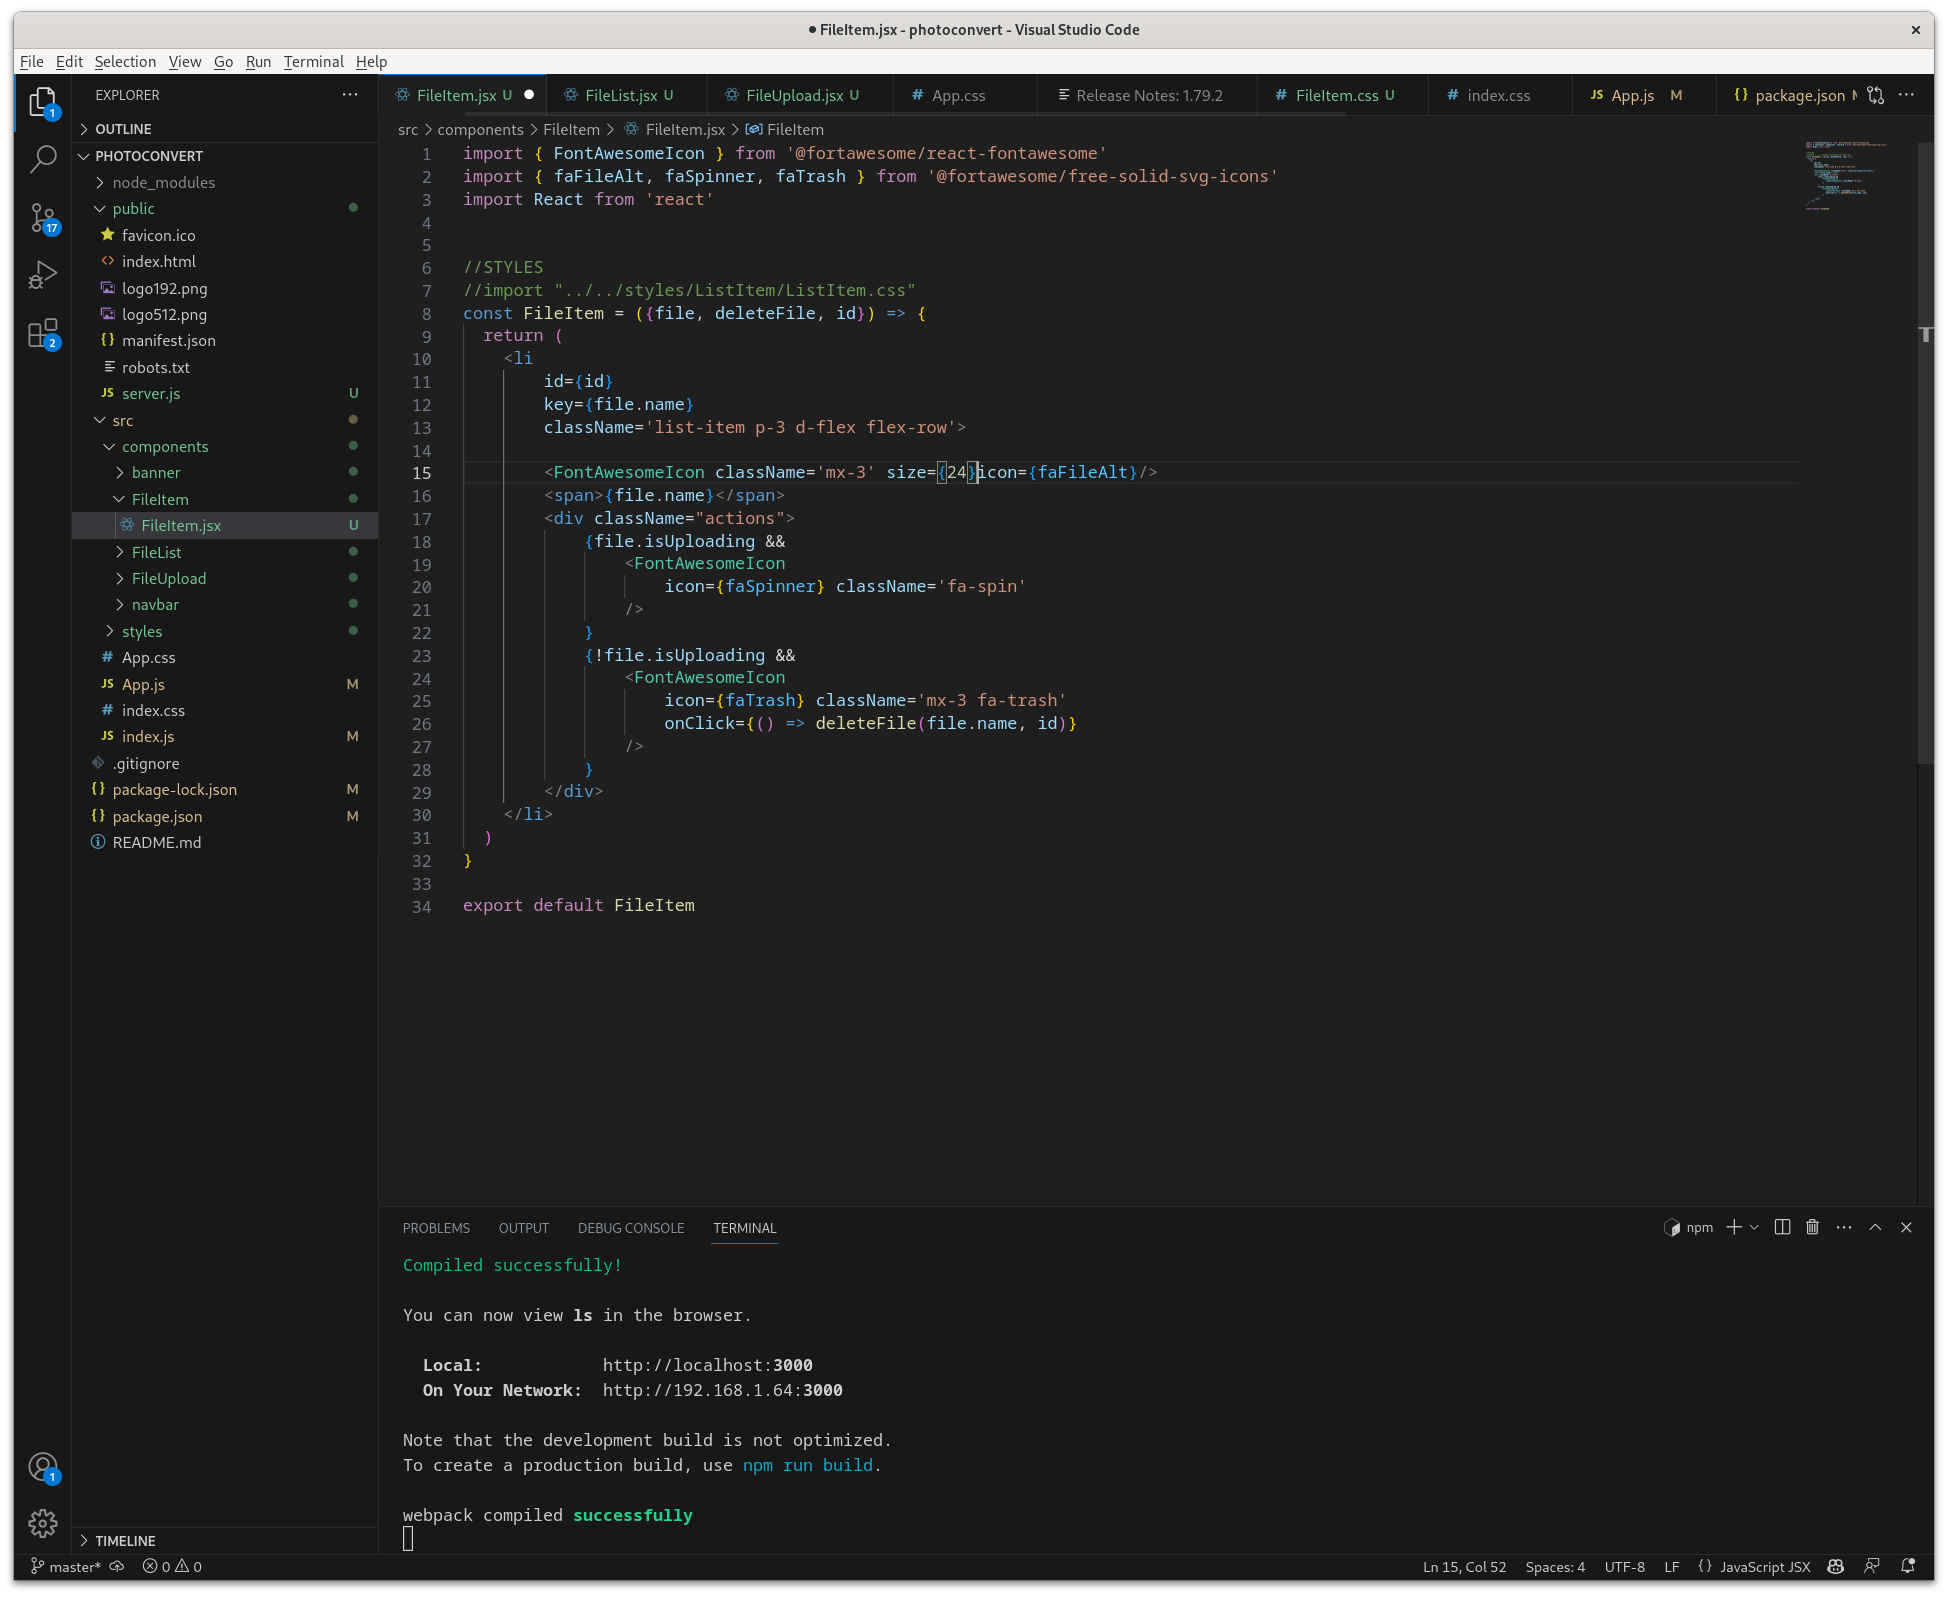 FileItem.jsx - photoconvert - Visual Studio Code
File Edit Selection View Go Run Terminal Help
EXPLORER
OUTLINE
PHOTOCONVERT
node_modules
public
favicon.ico
index.html
logo192.png
logo512.png
manifest.json
robots.txt
JS server.js U
src
components
banner
FileItem
FileItem.jsx U
FileList
FileUpload
navbar
styles
# App.css
JS App.js M
# index.css
JS index.js M
.gitignore
{} package-lock.json M
{} package.json M
README.md
TIMELINE
1
17
2
1
FileItem.jsx U FileList.jsx U FileUpload.jsx U # App.css Release Notes: 1.79.2 # FileItem.css U # index.css JS App.js M {} package.json
src > components > FileItem > FileItem.jsx > FileItem
1 import { FontAwesomeIcon } from '@fortawesome/react-fontawesome'
2 import { faFileAlt, faSpinner, faTrash } from '@fortawesome/free-solid-svg-icons'
3 import React from 'react'
4
5
6 //STYLES
7 //import "../../styles/ListItem/ListItem.css"
8 const FileItem = ({file, deleteFile, id}) => {
9 return (
10 <li
11 id={id}
12 key={file.name}
13 className='list-item p-3 d-flex flex-row'>
14
15 <FontAwesomeIcon className='mx-3' size={24}icon={faFileAlt}/>
16 <span>{file.name}</span>
17 <div className="actions">
18 {file.isUploading &&
19 <FontAwesomeIcon
20 icon={faSpinner} className='fa-spin'
21 />
22 }
23 {!file.isUploading &&
24 <FontAwesomeIcon
25 icon={faTrash} className='mx-3 fa-trash'
26 onClick={() => deleteFile(file.name, id)}
27 />
28 }
29 </div>
30 </li>
31 )
32 }
33
34 export default FileItem
PROBLEMS OUTPUT DEBUG CONSOLE TERMINAL
npm
Compiled successfully!
You can now view ls in the browser.
Local: http://localhost:3000
On Your Network: http://192.168.1.64:3000
Note that the development build is not optimized.
To create a production build, use npm run build.
webpack compiled successfully
master* 0 0 Ln 15, Col 52 Spaces: 4 UTF-8 LF {} JavaScript JSX